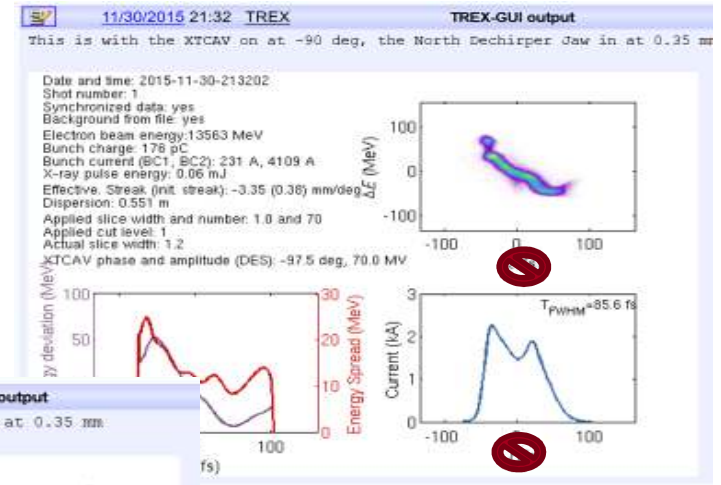 11/30/2015 21:32 TREX TREX-GUI output
This is with the XTCAV on at -90 deg, the North Dechirper Jaw in at 0.35 mm
Date and time: 2015-11-30-213202
Shot number: 1
Synchronized data: yes
Background from file: yes
Electron beam energy:13563 MeV
Bunch charge: 176 pC
Bunch current (BC1, BC2): 231 A, 4109 A
X-ray pulse energy: 0.06 mJ
Effective. Streak (init. streak): -3.35 (0.38) mm/deg
Dispersion: 0.551 m
Applied slice width and number: 1.0 and 70
Applied cut level: 1
Actual slice width: 1.2
XTCAV phase and amplitude (DES): -97.5 deg, 70.0 MV
ΔE (MeV)
100
0
-100
-100 0 100
gy deviation (MeV)
100
50
30
20
10
0
Energy Spread (MeV)
100
fs)
Current (kA)
3
2
1
0
T_FWHM=85.6 fs
-100 100
output
at 0.35 mm